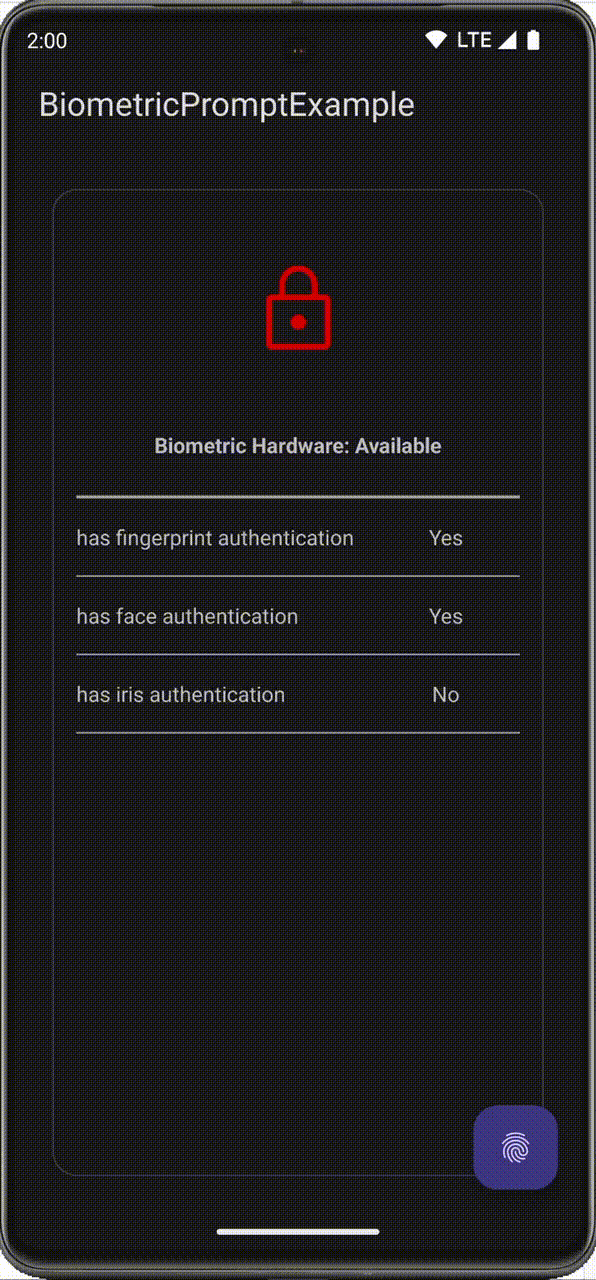 2:00 LTE
BiometricPromptExample
Biometric Hardware: Available
has fingerprint authentication Yes
has face authentication Yes
has iris authentication No